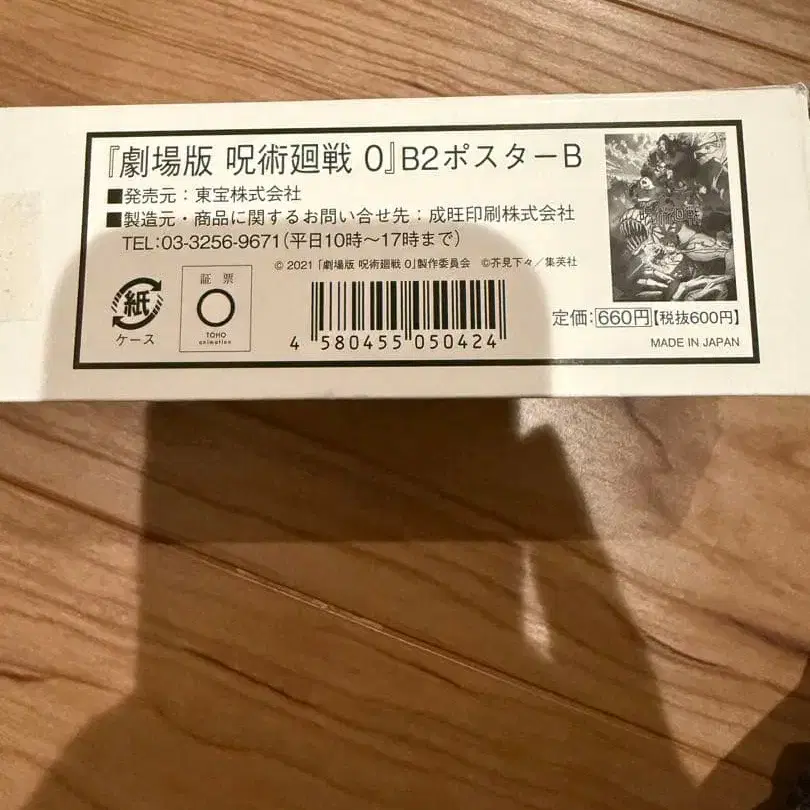 『劇場版 呪術廻戦 0』B2ポスターB
■発売元：東宝株式会社
■製造元・商品に関するお問い合せ先：成旺印刷株式会社
TEL:03-3256-9671(平日10時～17時まで)
© 2021「劇場版 呪術廻戦 0」製作委員会 ©芥見下々／集英社
紙
ケース
証票
TOHO
animation
4 580455 050424
呪術廻戦
定価：660円【税抜600円】
MADE IN JAPAN